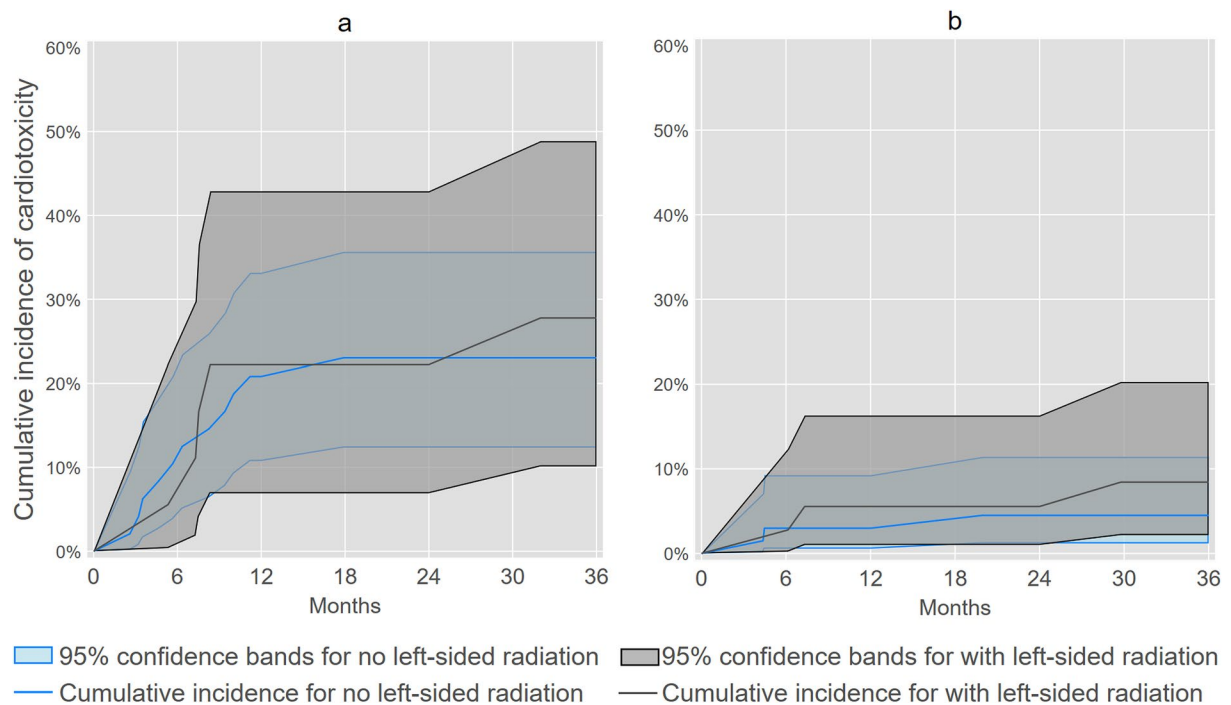 a
b
Cumulative incidence of cardiotoxicity
60%
50%
40%
30%
20%
10%
0%
0 6 12 18 24 30 36
Months
60%
50%
40%
30%
20%
10%
0%
0 6 12 18 24 30 36
Months
95% confidence bands for no left-sided radiation
95% confidence bands for with left-sided radiation
Cumulative incidence for no left-sided radiation
Cumulative incidence for with left-sided radiation